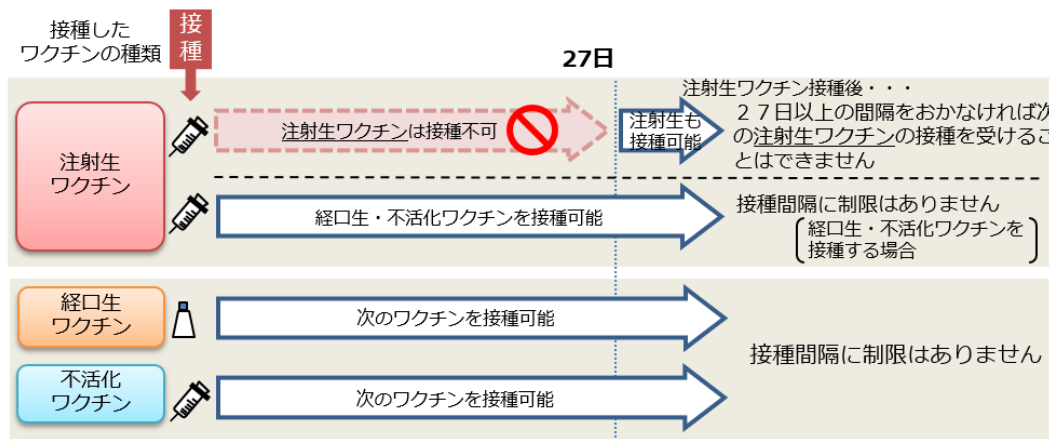 接種した
ワクチンの種類
接種
27日
注射生
ワクチン
注射生ワクチンは接種不可
注射生も
接種可能
注射生ワクチン接種後・・・
２７日以上の間隔をおかなければ次
の注射生ワクチンの接種を受けるこ
とはできません
経口生・不活化ワクチンを接種可能
接種間隔に制限はありません
経口生・不活化ワクチンを
接種する場合
経口生
ワクチン
次のワクチンを接種可能
不活化
ワクチン
次のワクチンを接種可能
接種間隔に制限はありません